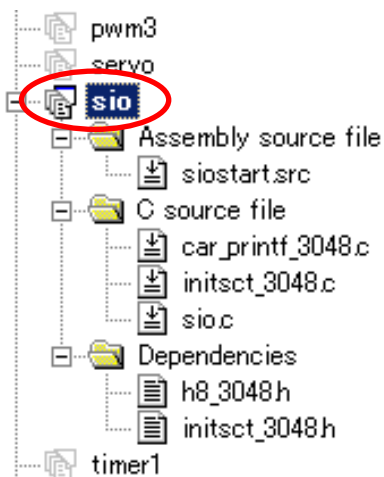 pwm3
servo
sio
Assembly source file
siostart.src
C source file
car_printf_3048.c
initsct_3048.c
sio.c
Dependencies
h8_3048.h
initsct_3048.h
timer1